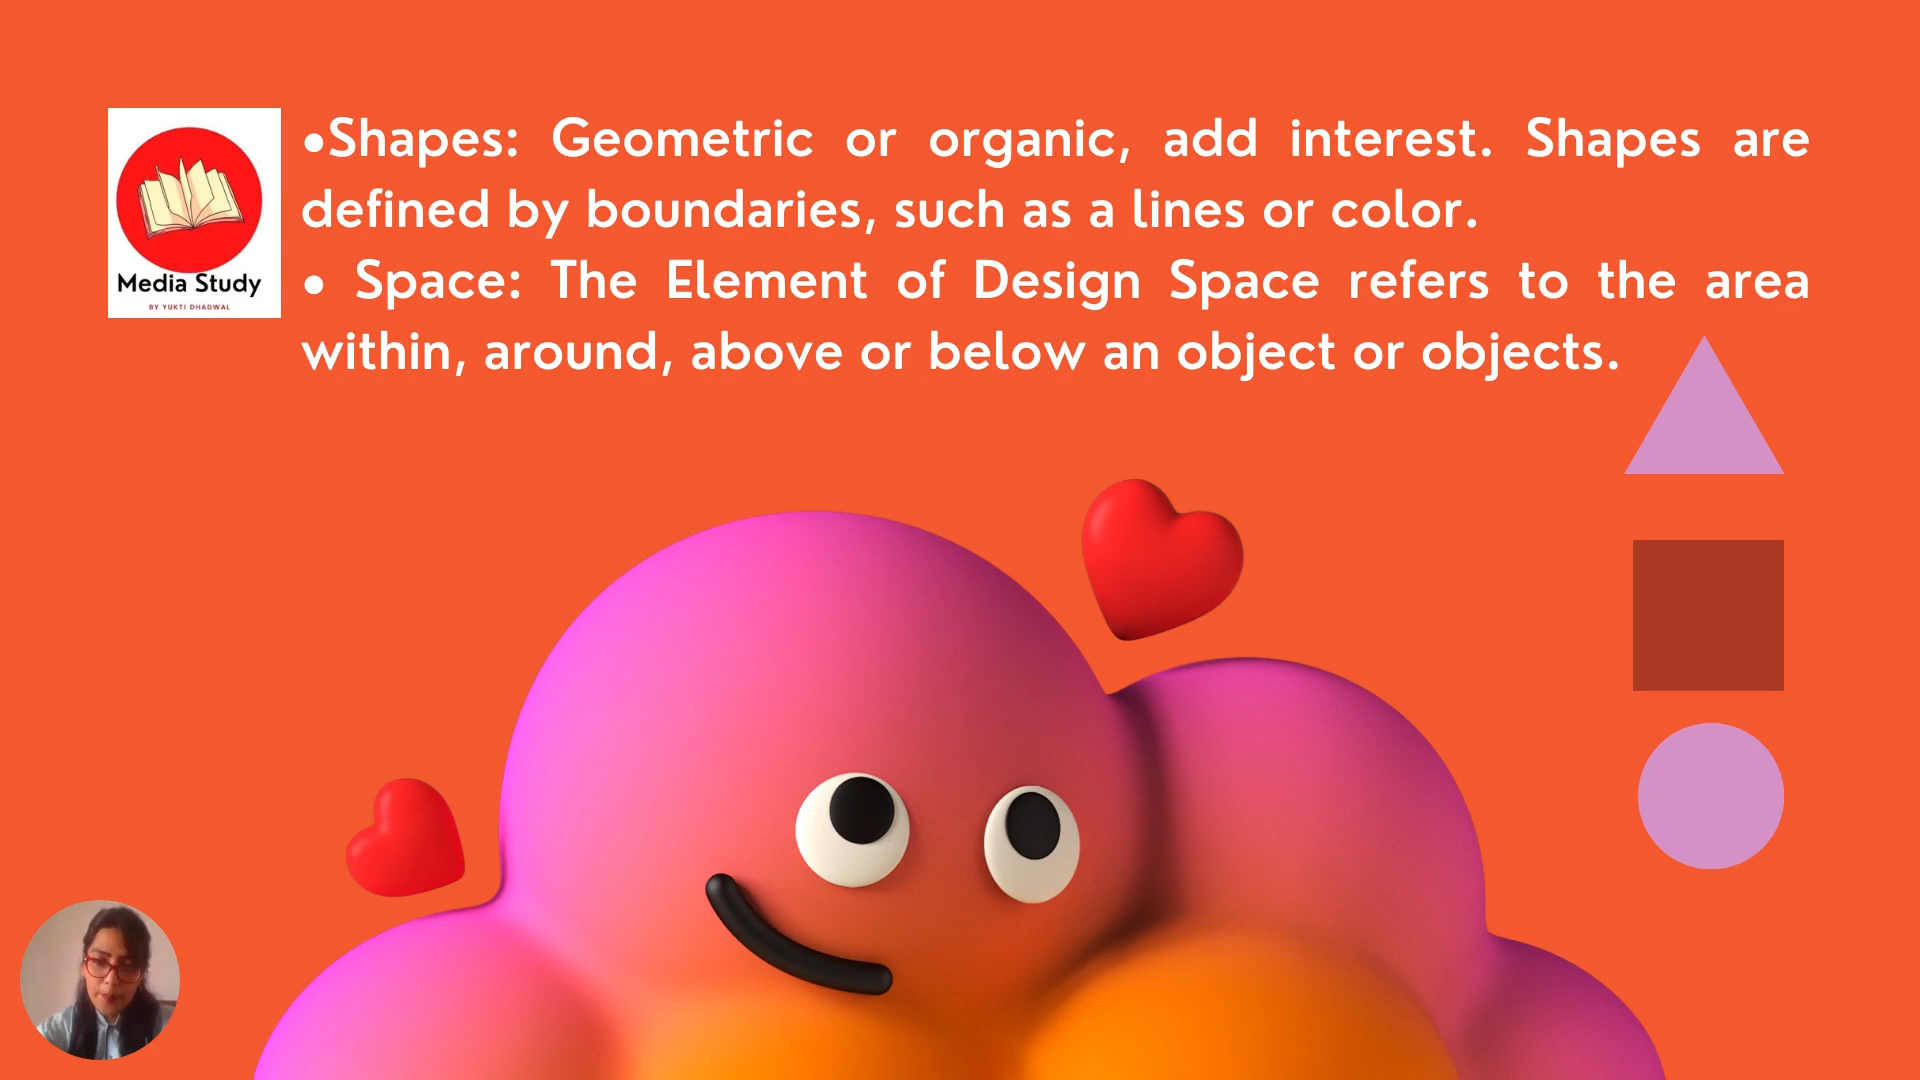 •Shapes: Geometric or organic, add interest. Shapes are
defined by boundaries, such as a lines or color.
• Space: The Element of Design Space refers to the area
within, around, above or below an object or objects.
Media Study
BY YUKTI DHADWAL